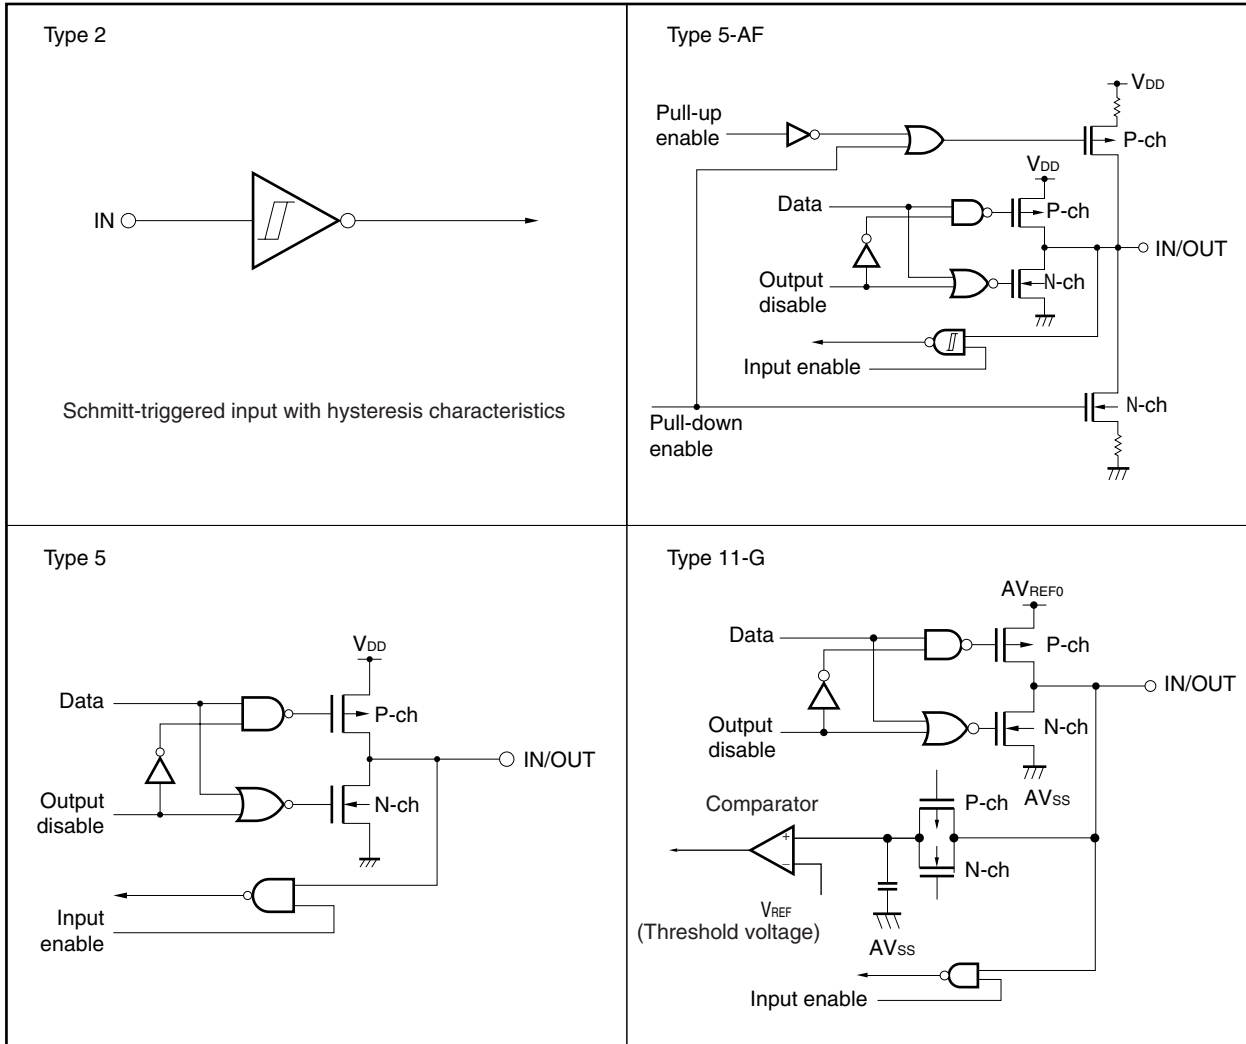 Type 2
IN
Schmitt-triggered input with hysteresis characteristics
Type 5-AF
VDD
Pull-up
enable
P-ch
VDD
Data
P-ch
IN/OUT
Output
disable
N-ch
Input enable
Pull-down
enable
N-ch
Type 5
VDD
Data
P-ch
IN/OUT
Output
disable
N-ch
Input
enable
Type 11-G
AVREF0
Data
P-ch
IN/OUT
Output
disable
N-ch
AVSS
Comparator
P-ch
+
−
N-ch
VREF
(Threshold voltage)
AVSS
Input enable